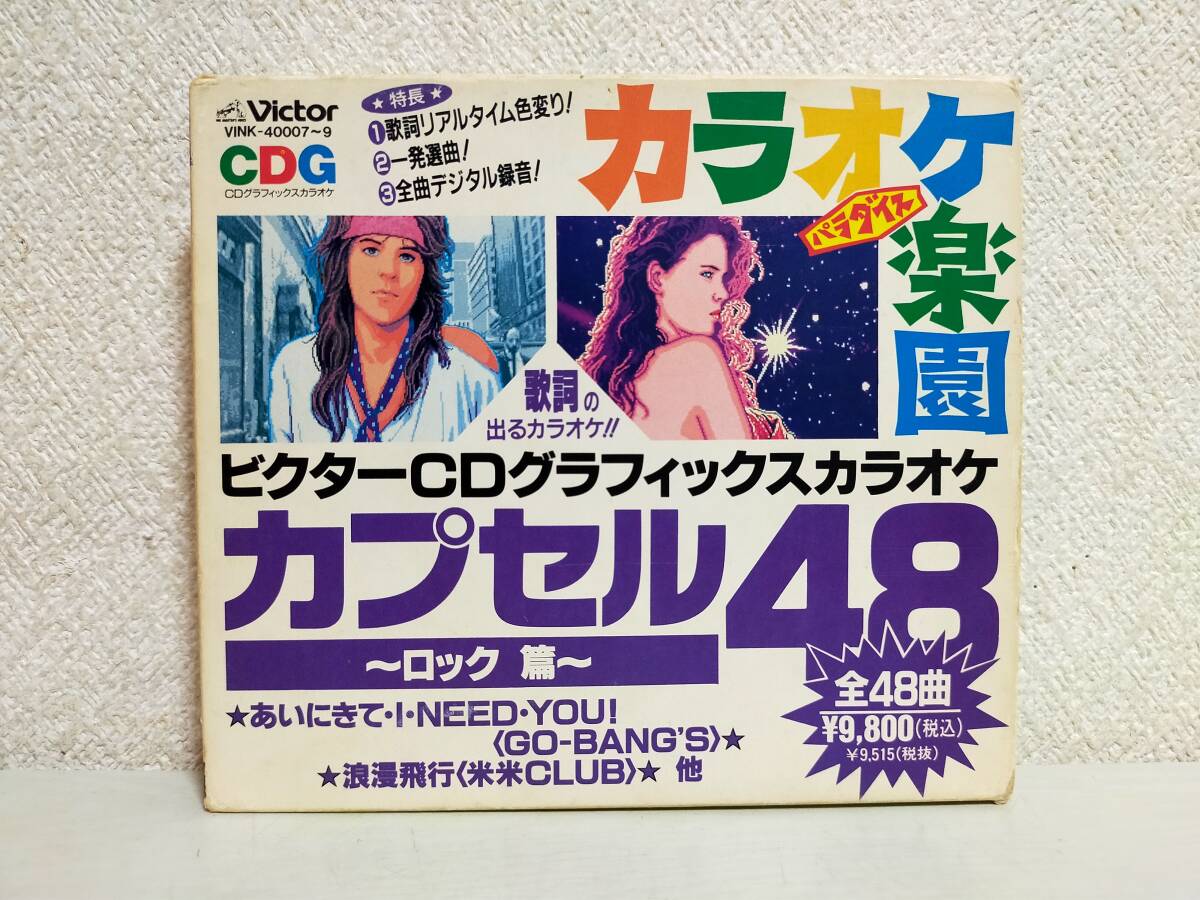 Victor
VINK-40007~9
CDG
CDグラフィックスカラオケ
★特長★
①歌詞リアルタイム色変り!
②一発選曲!
③全曲デジタル録音!
カラオケ
パラダイス
楽園
歌詞の
出るカラオケ!!
ビクターCDグラフィックスカラオケ
カプセル48
~ロック 篇~
★あいにきて・I・NEED・YOU!
〈GO-BANG'S〉★
★浪漫飛行〈米米CLUB〉★ 他
全48曲
¥9,800(税込)
¥9,515(税抜)